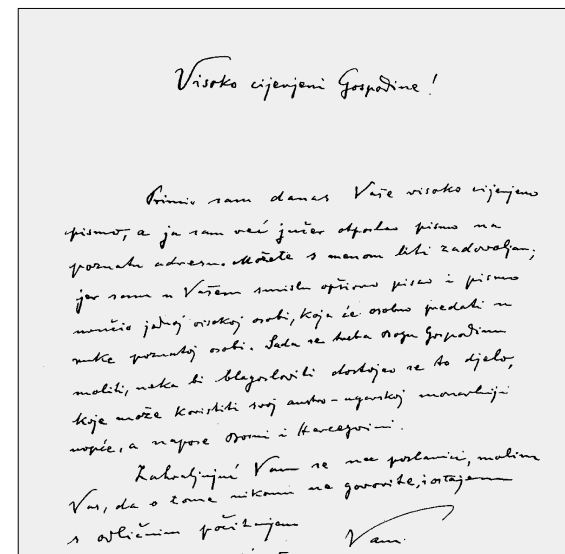 Visoko cijenjeni Gospodine!
Primio sam danas Vaše visoko cijenjeno
pismo, a ja sam već jučer otposlao pismo na
poznatu adresu. Možete s menom biti zadovoljan;
jer sam u Vašem smislu opširno pisao i pismo
uručio jednoj visokoj osobi, koja će osobno predati u
ruke poznatoj osobi. Sada se treba Gospodinu
moliti, neka bi blagoslovili dostojao se to djelo,
koje može koristiti svoj austro-ugarskoj monarhiji
uopće, a napose Bosni i Hercegovini.
Zahvaljujući Vam se na poslanici, molim
Vas, da o tome nikomu ne govorite, i ostajem
s odličnim počitanjem
Vam